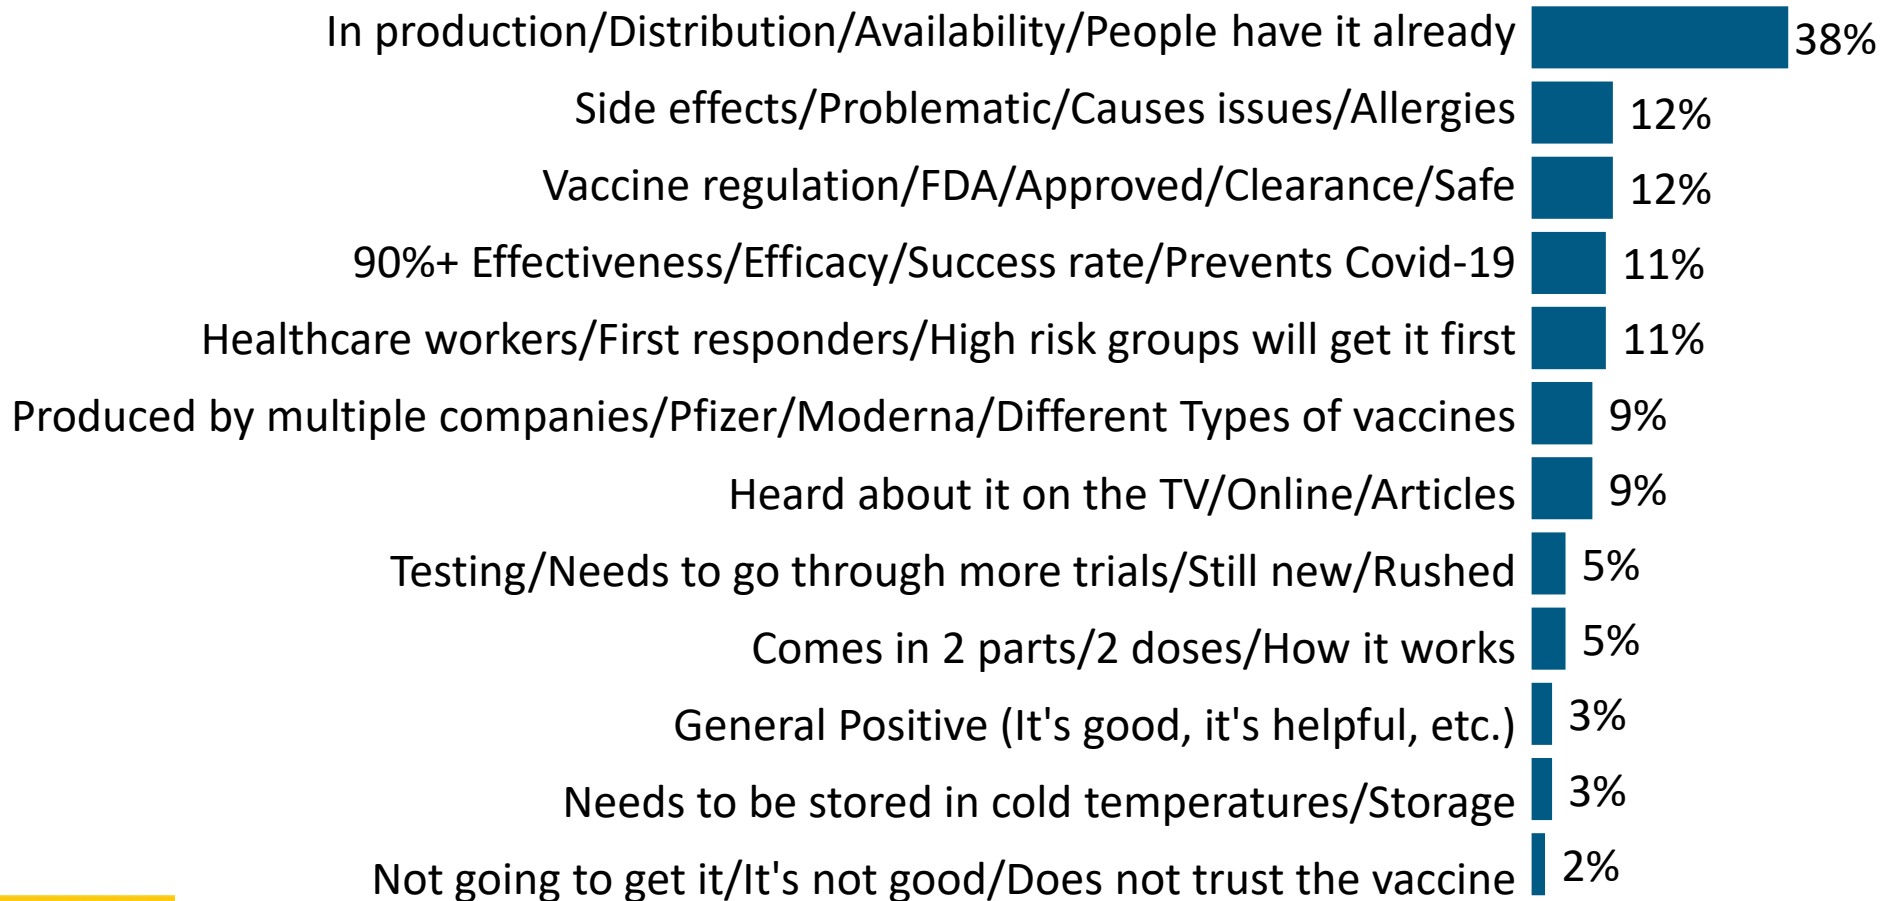 In production/Distribution/Availability/People have it already 38%
Side effects/Problematic/Causes issues/Allergies 12%
Vaccine regulation/FDA/Approved/Clearance/Safe 12%
90%+ Effectiveness/Efficacy/Success rate/Prevents Covid-19 11%
Healthcare workers/First responders/High risk groups will get it first 11%
Produced by multiple companies/Pfizer/Moderna/Different Types of vaccines 9%
Heard about it on the TV/Online/Articles 9%
Testing/Needs to go through more trials/Still new/Rushed 5%
Comes in 2 parts/2 doses/How it works 5%
General Positive (It's good, it's helpful, etc.) 3%
Needs to be stored in cold temperatures/Storage 3%
Not going to get it/It's not good/Does not trust the vaccine 2%